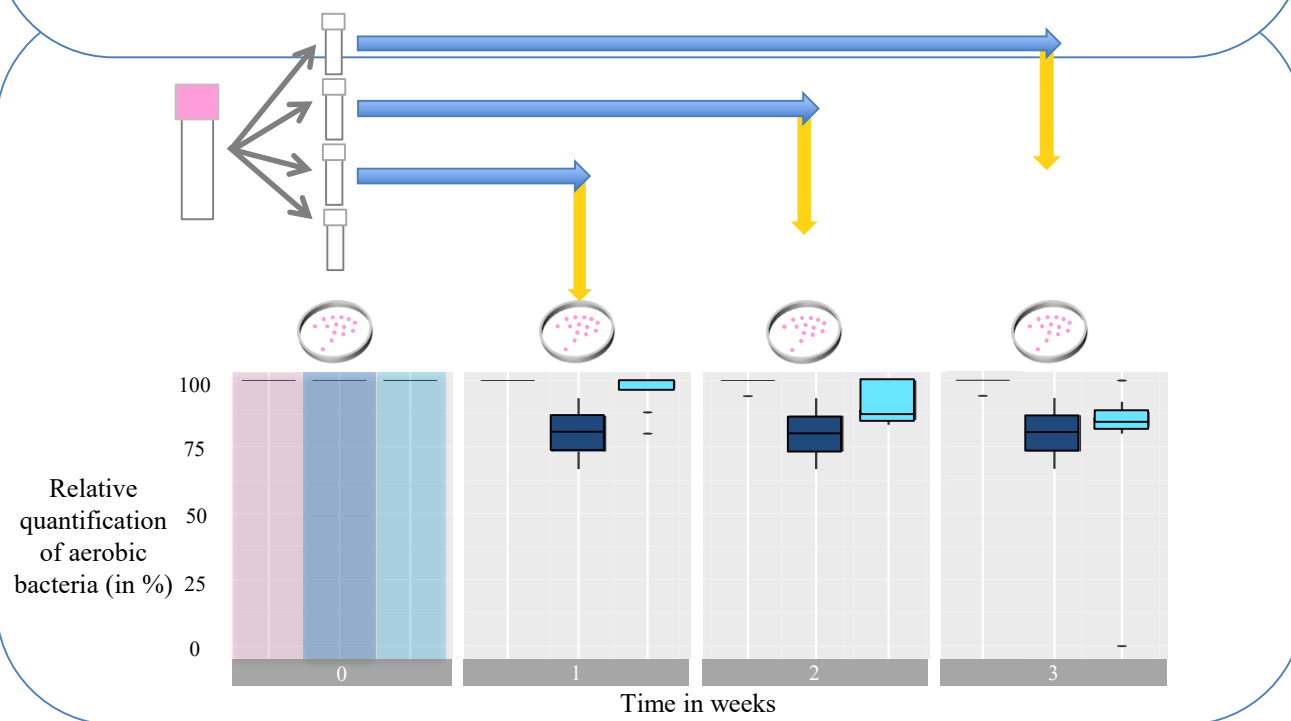 100
75
Relative
quantification
of aerobic
bacteria (in %)
50
25
0
0
1
2
3
Time in weeks